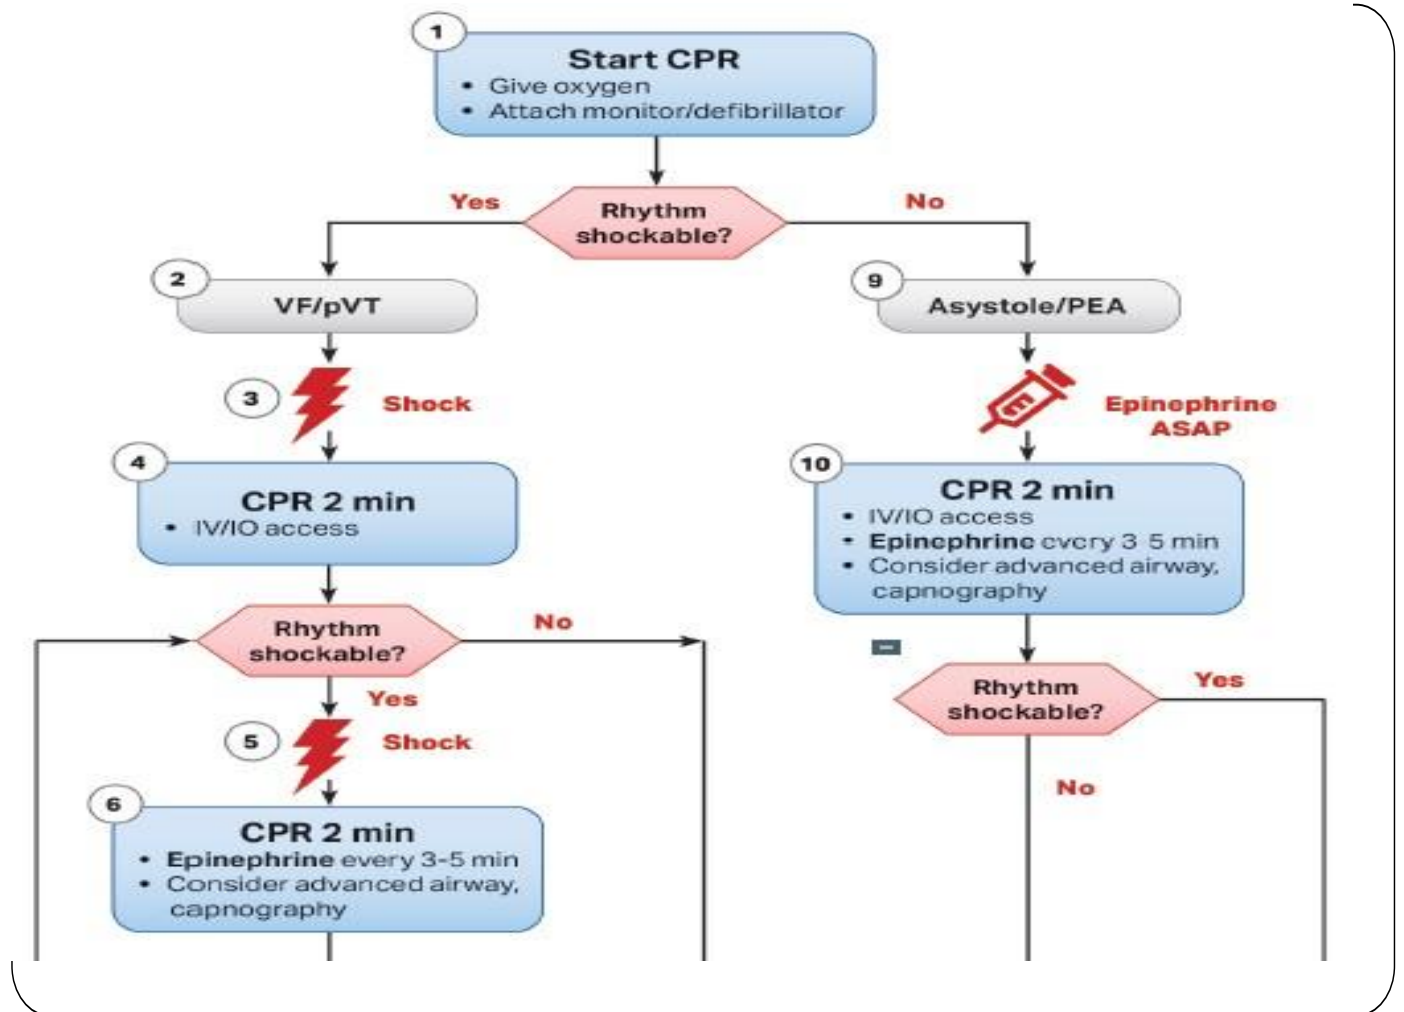 1
Start CPR
• Give oxygen
• Attach monitor/defibrillator
Yes
Rhythm
shockable?
No
2
VF/pVT
9
Asystole/PEA
3
Shock
Epinephrine
ASAP
4
CPR 2 min
• IV/IO access
10
CPR 2 min
• IV/IO access
• Epinephrine every 3 5 min
• Consider advanced airway,
capnography
Rhythm
shockable?
No
Yes
Rhythm
shockable?
Yes
No
5
Shock
6
CPR 2 min
• Epinephrine every 3-5 min
• Consider advanced airway,
capnography